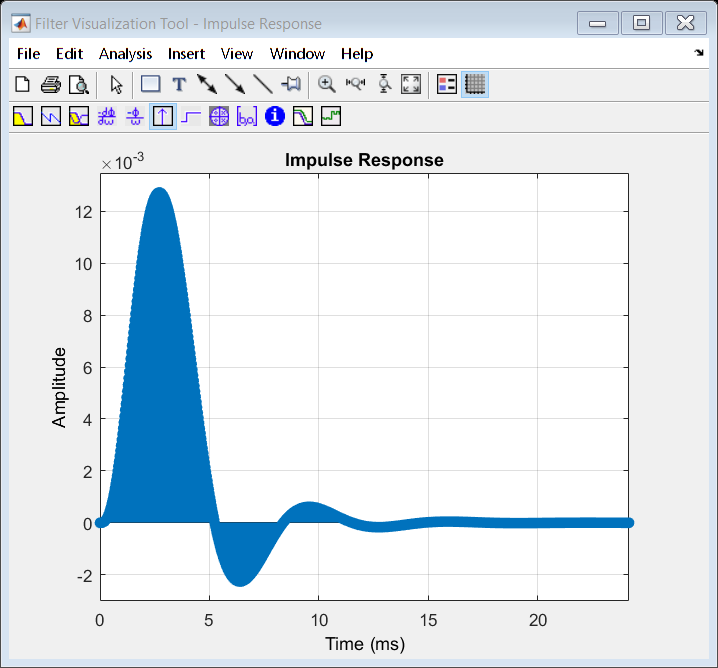 Filter Visualization Tool - Impulse Response
File Edit Analysis Insert View Window Help
T
[b,a]
i
×10-3
Impulse Response
12
10
8
6
4
2
0
-2
Amplitude
0 5 10 15 20
Time (ms)